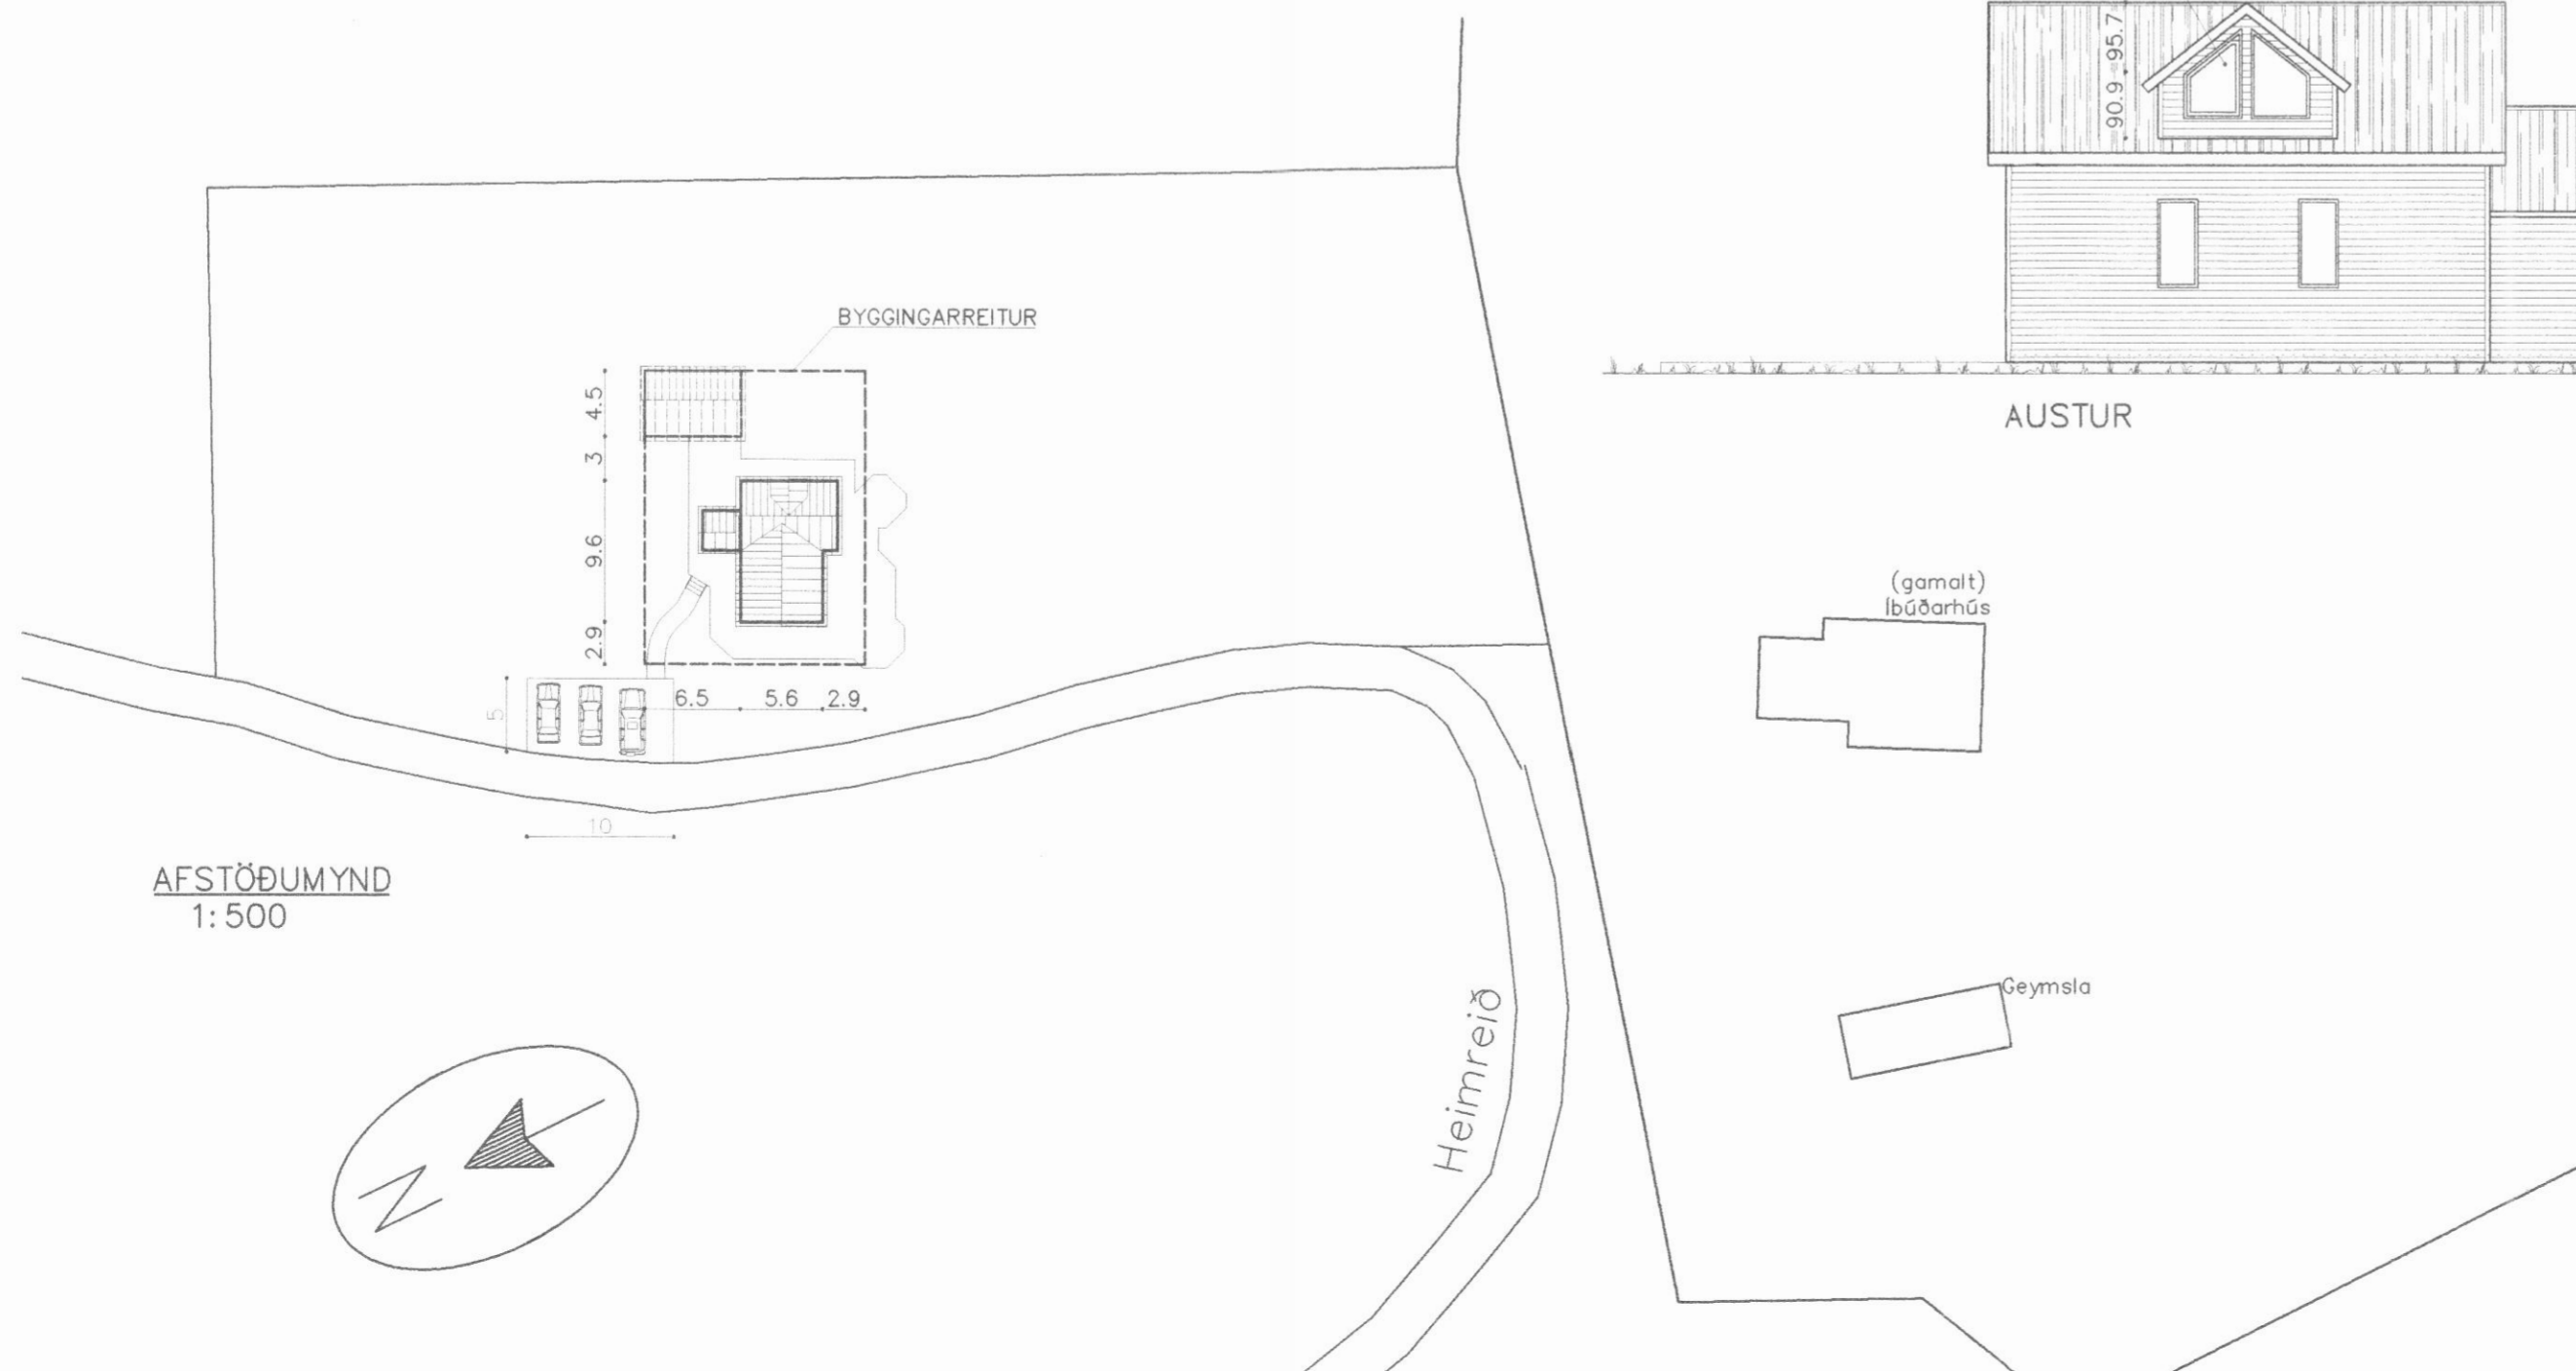 95.7
90.9
BYGGINGARREITUR
4.5
3
9.6
2.9
AUSTUR
(gamalt)
Íbúðarhús
5
6.5 5.6 2.9
10
AFSTÖÐUMYND
1:500
Geymsla
Heimreið
N